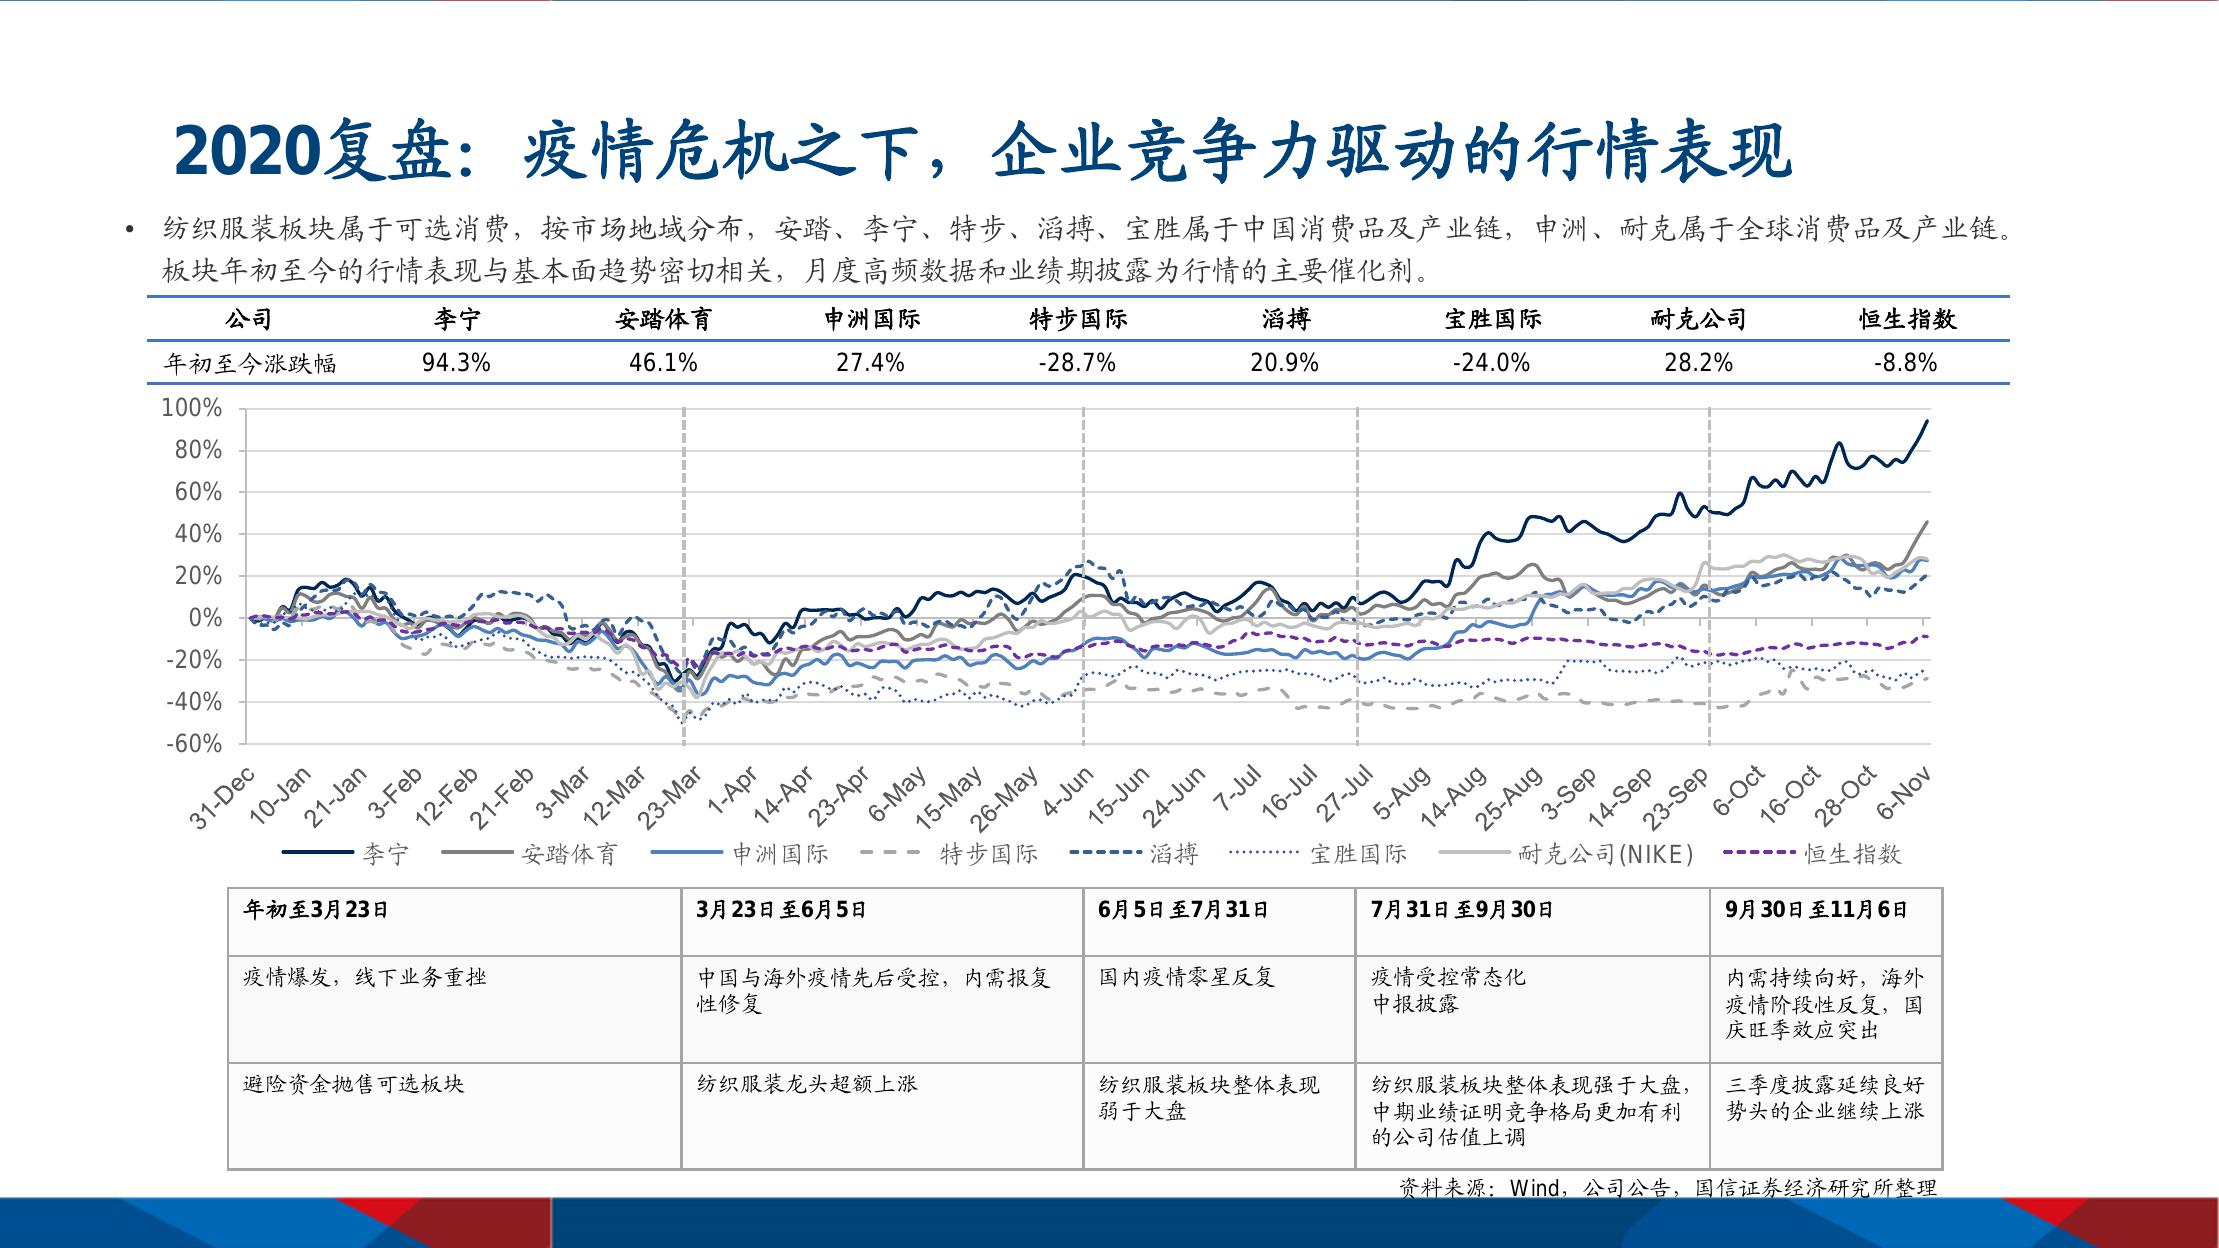 2020复盘：疫情危机之下，企业竞争力驱动的行情表现
• 纺织服装板块属于可选消费，按市场地域分布，安踏、李宁、特步、滔搏、宝胜属于中国消费品及产业链，申洲、耐克属于全球消费品及产业链。
板块年初至今的行情表现与基本面趋势密切相关，月度高频数据和业绩期披露为行情的主要催化剂。
公司 李宁 安踏体育 申洲国际 特步国际 滔搏 宝胜国际 耐克公司 恒生指数
年初至今涨跌幅 94.3% 46.1% 27.4% -28.7% 20.9% -24.0% 28.2% -8.8%
100%
80%
60%
40%
20%
0%
-20%
-40%
-60%
31-Dec 10-Jan 21-Jan 3-Feb 12-Feb 21-Feb 3-Mar 12-Mar 23-Mar 1-Apr 14-Apr 23-Apr 6-May 15-May 26-May 4-Jun 15-Jun 24-Jun 7-Jul 16-Jul 27-Jul 5-Aug 14-Aug 25-Aug 3-Sep 14-Sep 23-Sep 6-Oct 16-Oct 28-Oct 6-Nov
李宁 安踏体育 申洲国际 特步国际 滔搏 宝胜国际 耐克公司(NIKE) 恒生指数
年初至3月23日 3月23日至6月5日 6月5日至7月31日 7月31日至9月30日 9月30日至11月6日
疫情爆发，线下业务重挫
中国与海外疫情先后受控，内需报复
性修复
国内疫情零星反复
疫情受控常态化
中报披露
内需持续向好，海外
疫情阶段性反复，国
庆旺季效应突出
避险资金抛售可选板块
纺织服装龙头超额上涨
纺织服装板块整体表现
弱于大盘
纺织服装板块整体表现强于大盘，
中期业绩证明竞争格局更加有利
的公司估值上调
三季度披露延续良好
势头的企业继续上涨
资料来源：Wind，公司公告，国信证券经济研究所整理